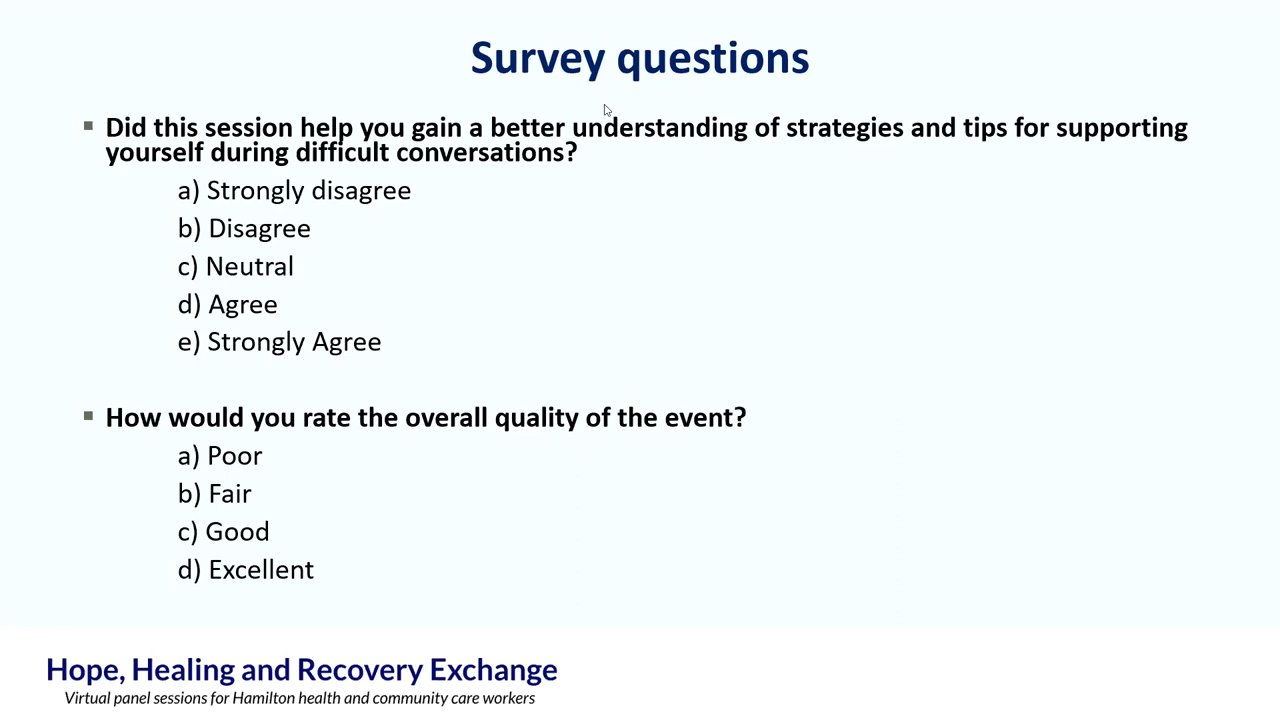 Survey questions
▪ Did this session help you gain a better understanding of strategies and tips for supporting
yourself during difficult conversations?
a) Strongly disagree
b) Disagree
c) Neutral
d) Agree
e) Strongly Agree
▪ How would you rate the overall quality of the event?
a) Poor
b) Fair
c) Good
d) Excellent
Hope, Healing and Recovery Exchange
Virtual panel sessions for Hamilton health and community care workers